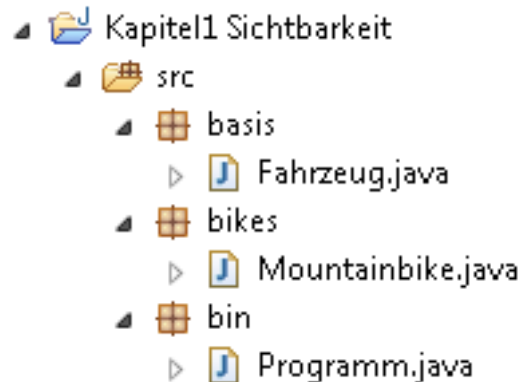 Kapitel1 Sichtbarkeit
src
basis
Fahrzeug.java
bikes
Mountainbike.java
bin
Programm.java